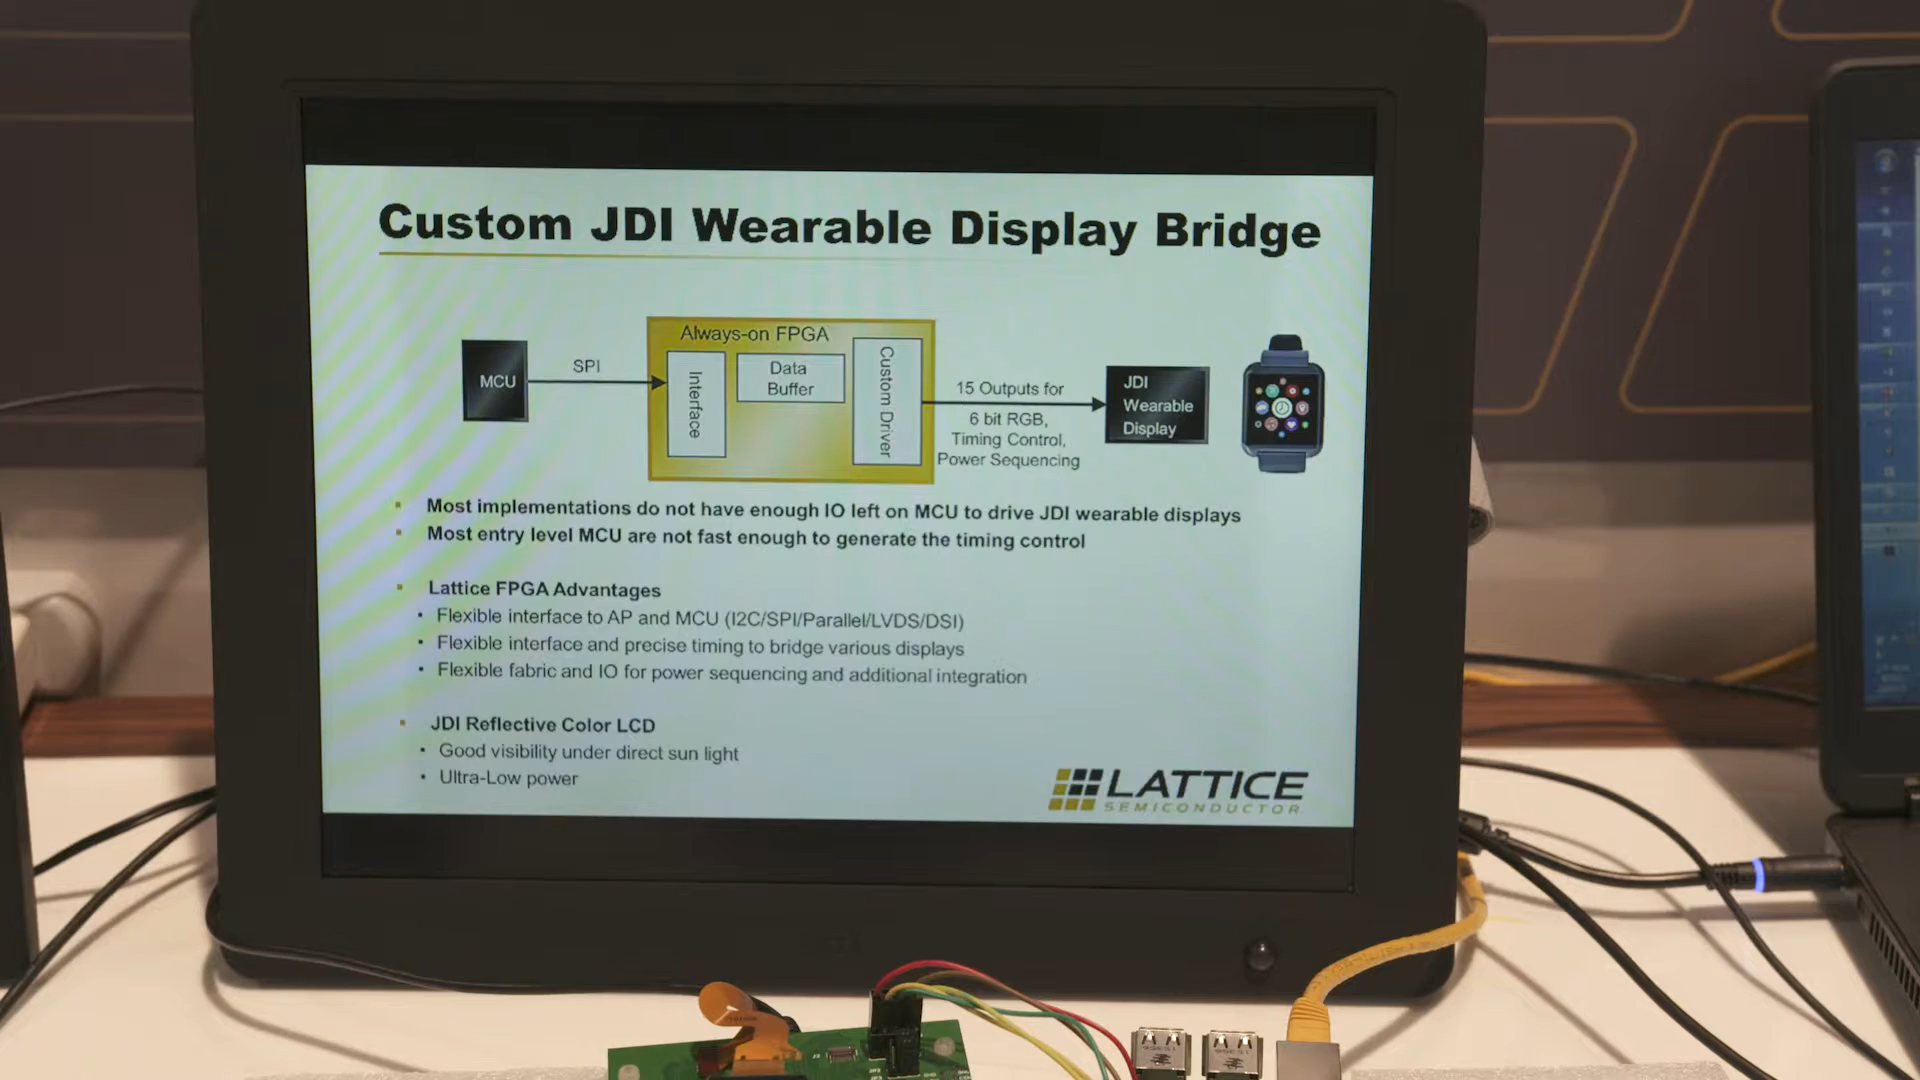 Custom JDI Wearable Display Bridge
Always-on FPGA
MCU
SPI
Interface
Data
Buffer
Custom Driver
15 Outputs for
6 bit RGB,
Timing Control,
Power Sequencing
JDI
Wearable
Display
Most implementations do not have enough IO left on MCU to drive JDI wearable displays
Most entry level MCU are not fast enough to generate the timing control
Lattice FPGA Advantages
Flexible interface to AP and MCU (I2C/SPI/Parallel/LVDS/DSI)
Flexible interface and precise timing to bridge various displays
Flexible fabric and IO for power sequencing and additional integration
JDI Reflective Color LCD
Good visibility under direct sun light
Ultra-Low power
LATTICE
SEMICONDUCTOR